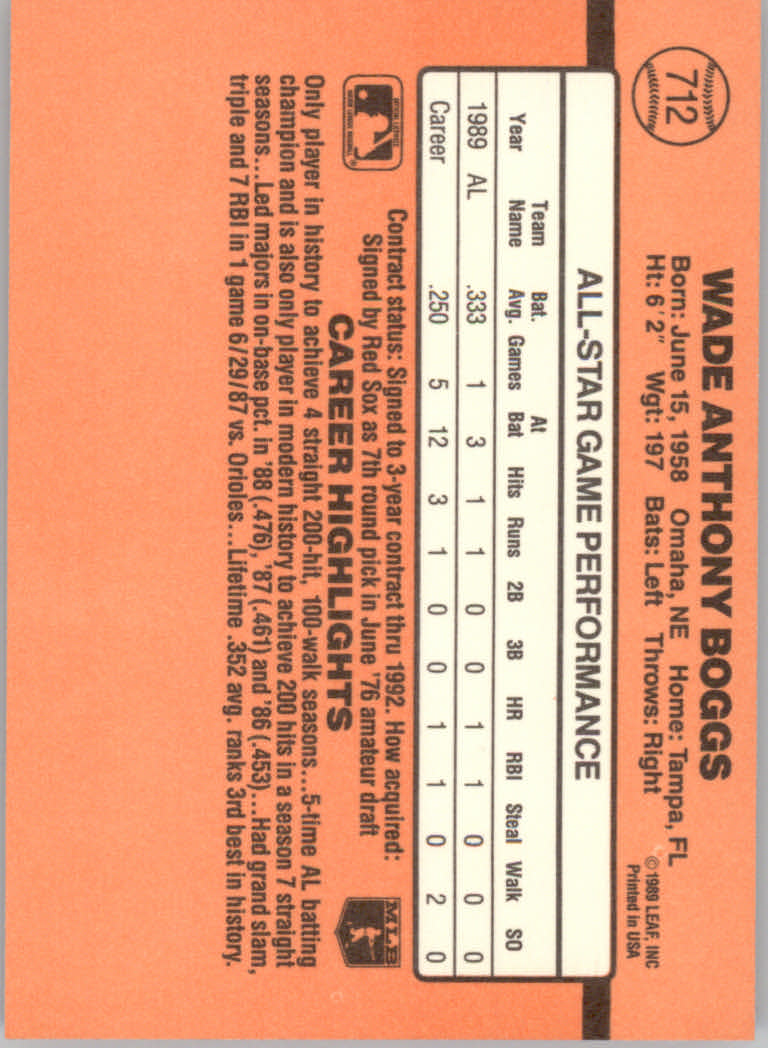 712
WADE ANTHONY BOGGS
Born: June 15, 1958 Omaha, NE Home: Tampa, FL
Ht: 6' 2" Wgt: 197 Bats: Left Throws: Right
© 1989 LEAF, INC
Printed in USA
ALL-STAR GAME PERFORMANCE
Year Team Name Bat. Avg. Games At Bat Hits Runs 2B 3B HR RBI Steal Walk SO
1989 AL .333 1 3 1 1 0 0 1 1 0 0 0
Career .250 5 12 3 1 0 0 1 1 0 2 0
Contract status: Signed to 3-year contract thru 1992. How acquired:
Signed by Red Sox as 7th round pick in June '76 amateur draft
MLB
CAREER HIGHLIGHTS
Only player in history to achieve 4 straight 200-hit, 100-walk seasons...5-time AL batting
champion and is also only player in modern history to achieve 200 hits in a season 7 straight
seasons...Led majors in on-base pct. in '88 (.476), '87 (.461) and '86 (.453)...Had grand slam,
triple and 7 RBI in 1 game 6/29/87 vs. Orioles...Lifetime .352 avg. ranks 3rd best in history.